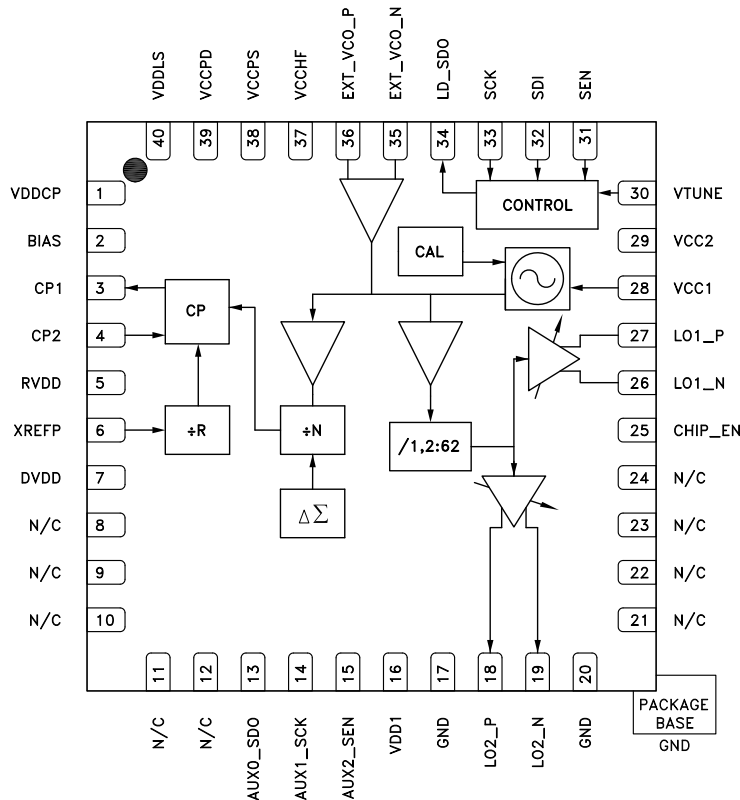 VDDLS
VCCPD
VCCPS
VCCHF
EXT_VCO_P
EXT_VCO_N
LD_SDO
SCK
SDI
SEN
40
39
38
37
36
35
34
33
32
31
VDDCP 1
CONTROL
30 VTUNE
BIAS 2
CAL
29 VCC2
CP1 3
CP
28 VCC1
CP2 4
27 LO1_P
RVDD 5
26 LO1_N
XREFP 6
÷R
÷N
/1,2:62
25 CHIP_EN
DVDD 7
24 N/C
ΔΣ
N/C 8
23 N/C
N/C 9
22 N/C
N/C 10
21 N/C
11
12
13
14
15
16
17
18
19
20
N/C
N/C
AUX0_SDO
AUX1_SCK
AUX2_SEN
VDD1
GND
LO2_P
LO2_N
GND
PACKAGE
BASE
GND